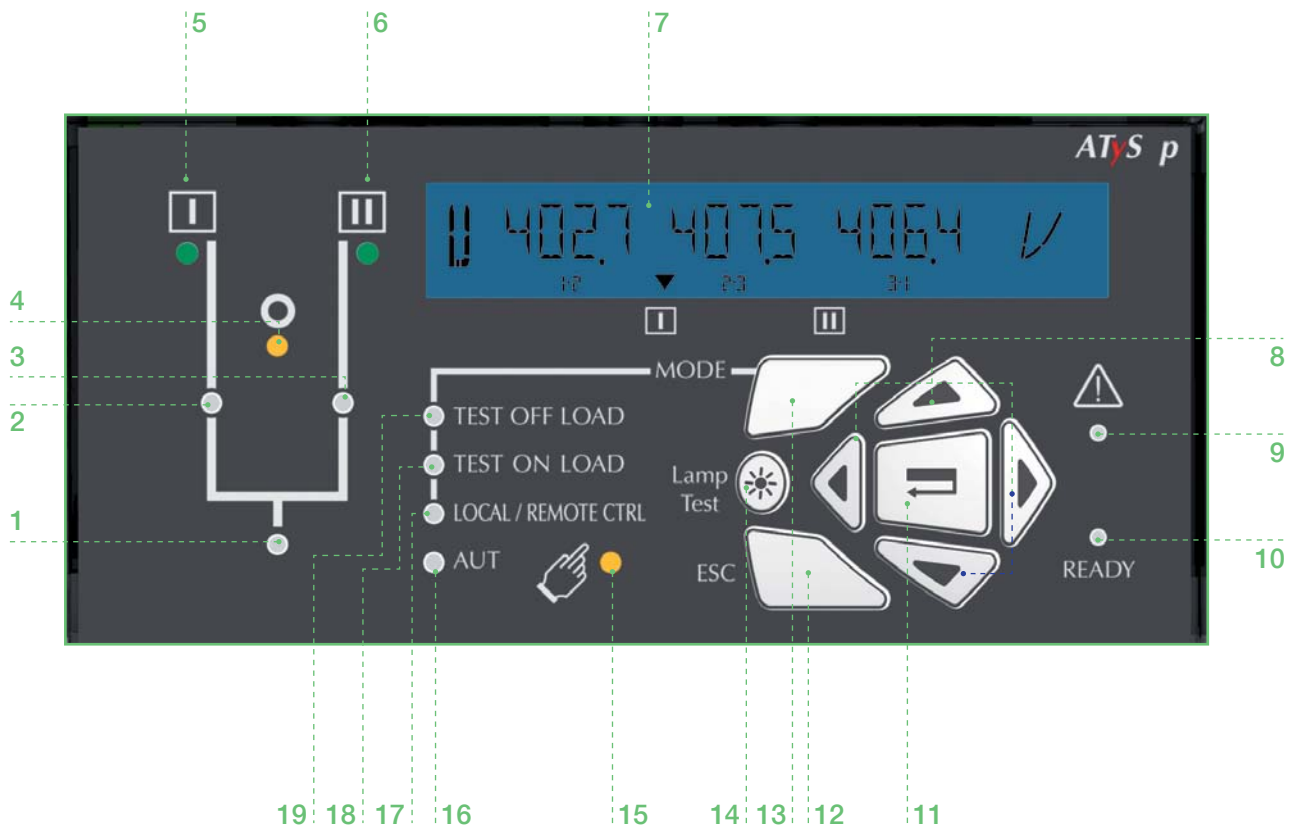 5 6 7
ATyS p
I II
U 402.7 407.5 406.4 V
1-2 2-3 3-1
I II
4
3
2
8
MODE
TEST OFF LOAD
TEST ON LOAD
Lamp
Test
LOCAL / REMOTE CTRL
9
1
AUT
ESC
READY
10
19 18 17 16 15 14 13 12 11